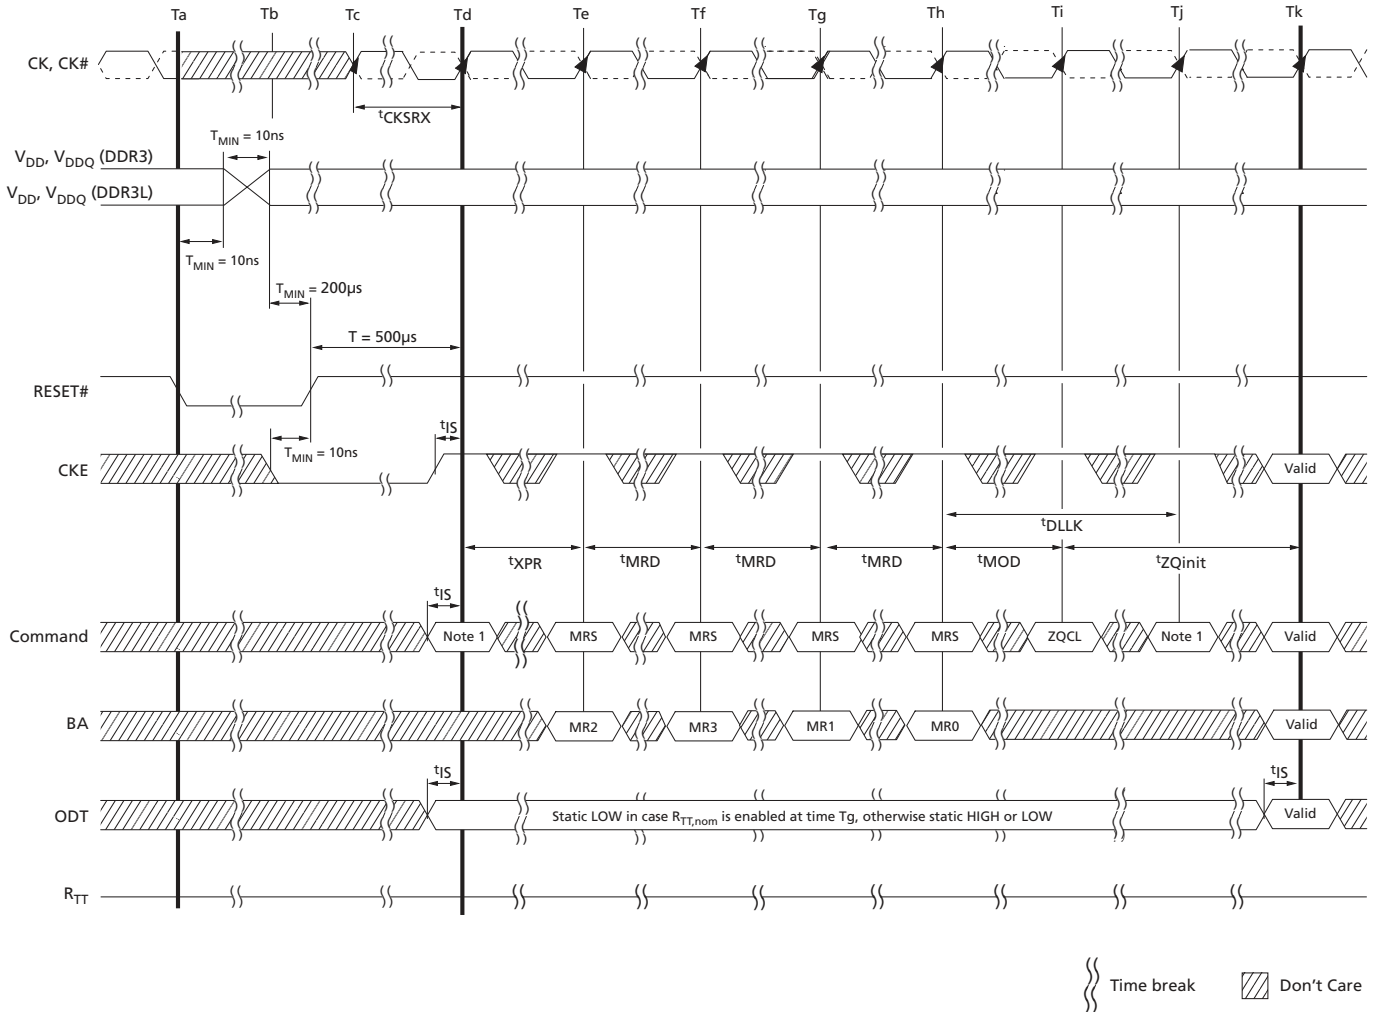 Ta Tb Tc Td Te Tf Tg Th Ti Tj Tk
CK, CK#
tCKSRX
TMIN = 10ns
VDD, VDDQ (DDR3)
VDD, VDDQ (DDR3L)
TMIN = 10ns
TMIN = 200µs
T = 500µs
RESET#
tIS
TMIN = 10ns
CKE
Valid
tDLLK
tXPR tMRD tMRD tMRD tMOD tZQinit
tIS
Command Note 1 MRS MRS MRS MRS ZQCL Note 1 Valid
BA MR2 MR3 MR1 MR0 Valid
tIS tIS
ODT Static LOW in case RTT,nom is enabled at time Tg, otherwise static HIGH or LOW Valid
RTT
Time break Don't Care